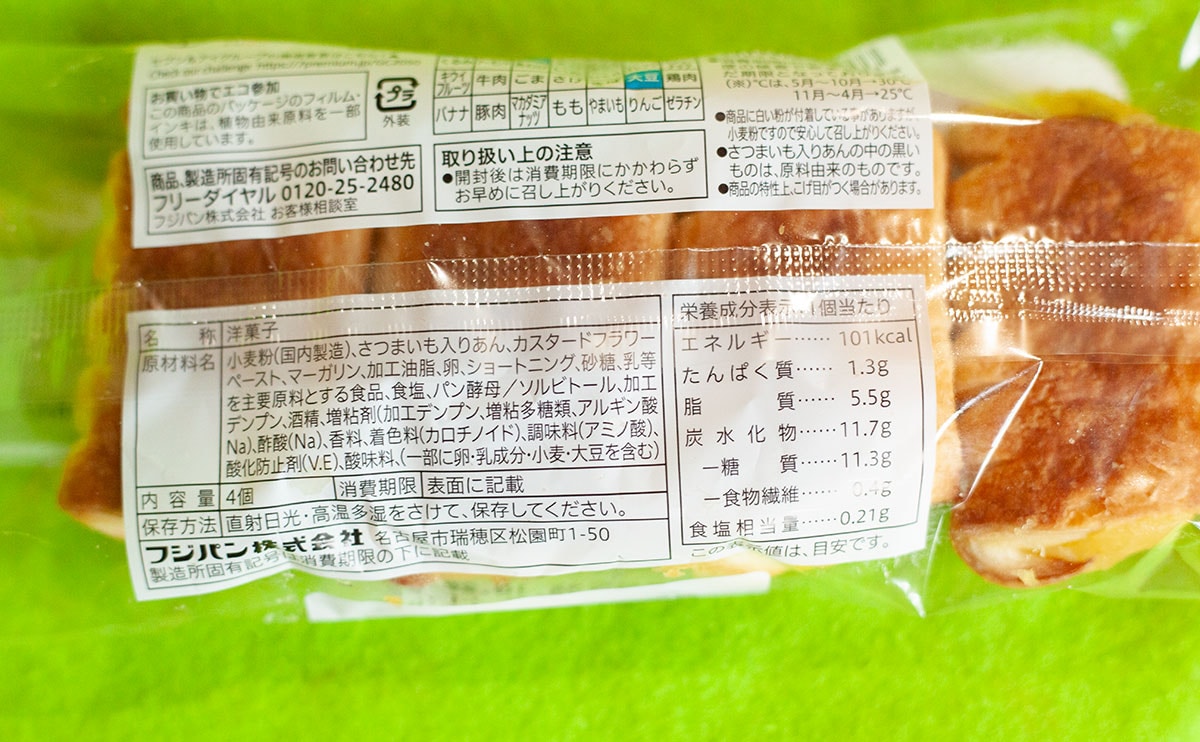 Check our challenge. https://7premium.jp/
お買い物でエコ参加
この商品のパッケージのフィルム・
インキは、植物由来原料を一部
使用しています。
プラ
外装
商品、製造所固有記号のお問い合わせ先
フリーダイヤル 0120-25-2480
フジパン株式会社 お客様相談室
キウイフルーツ 牛肉 ごま 大豆 鶏肉
バナナ 豚肉 マカダミアナッツ もも やまいも りんご ゼラチン
取り扱い上の注意
●開封後は消費期限にかかわらず
お早めに召し上がりください。
だ期限となって
(※)℃は、5月～10月→30℃
11月～4月→25℃
●商品に白い粉が付着している事がありますが、
小麦粉ですので安心して召し上がりください。
●さつまいも入りあんの中の黒い
ものは、原料由来のものです。
●商品の特性上、こげ目がつく場合があります。
名称 洋菓子
原材料名 小麦粉(国内製造)、さつまいも入りあん、カスタードフラワー
ペースト、マーガリン、加工油脂、卵、ショートニング、砂糖、乳等
を主要原料とする食品、食塩、パン酵母／ソルビトール、加工
デンプン、酒精、増粘剤(加工デンプン、増粘多糖類、アルギン酸
Na)、酢酸(Na)、香料、着色料(カロチノイド)、調味料(アミノ酸)、
酸化防止剤(V.E)、酸味料、(一部に卵・乳成分・小麦・大豆を含む)
内容量 4個 消費期限 表面に記載
保存方法 直射日光・高温多湿をさけて、保存してください。
フジパン株式会社 名古屋市瑞穂区松園町1-50
製造所固有記号 消費期限の下に記載
栄養成分表示 1個当たり
エネルギー……101kcal
たんぱく質……1.3g
脂質……5.5g
炭水化物……11.7g
－糖質……11.3g
－食物繊維……0.4g
食塩相当量……0.21g
この表示値は、目安です。